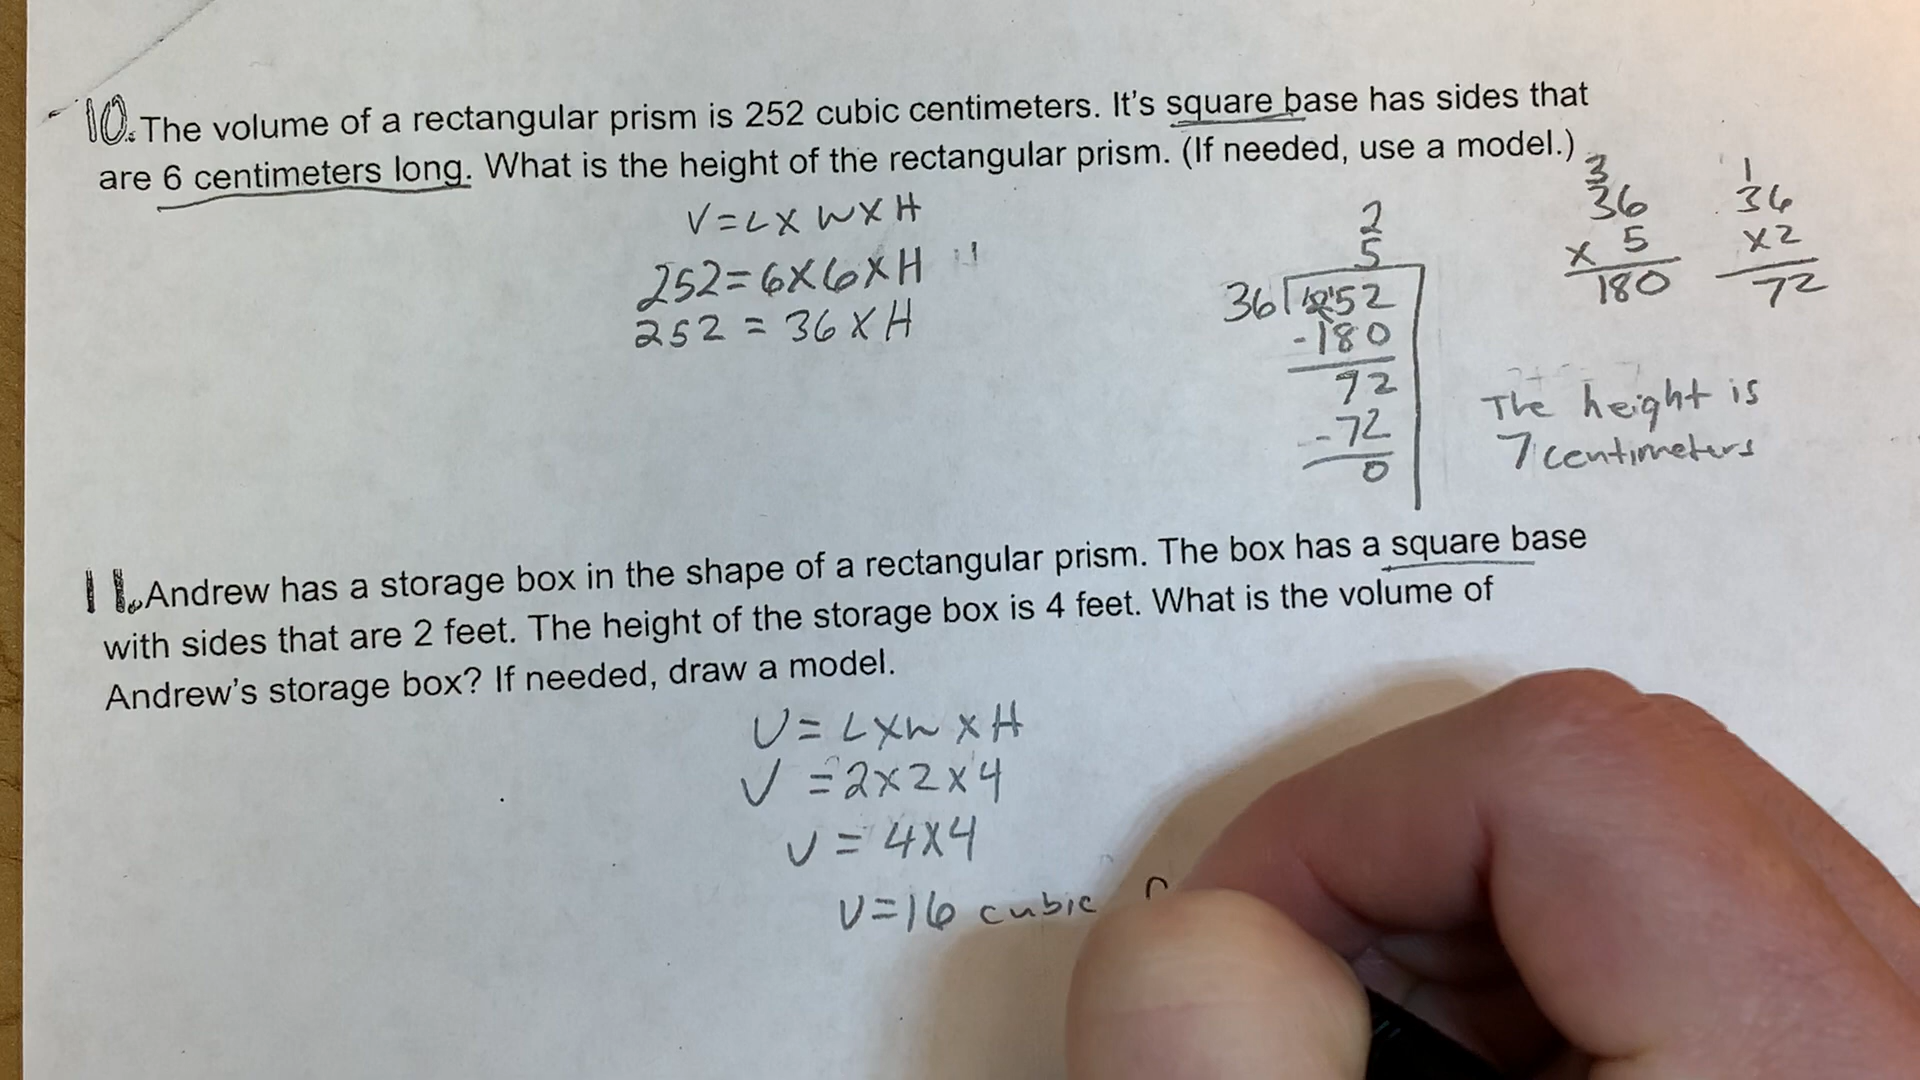 10. The volume of a rectangular prism is 252 cubic centimeters. It's square base has sides that
are 6 centimeters long. What is the height of the rectangular prism. (If needed, use a model.)
V=LXWXH
252=6X6XH
252=36XH
2
5
36 252
-180
72
-72
0
3
36
X 5
180
1
36
X2
72
The height is
7 centimeters
11. Andrew has a storage box in the shape of a rectangular prism. The box has a square base
with sides that are 2 feet. The height of the storage box is 4 feet. What is the volume of
Andrew's storage box? If needed, draw a model.
V=LXWXH
V=2X2X4
V=4X4
V=16 cubic